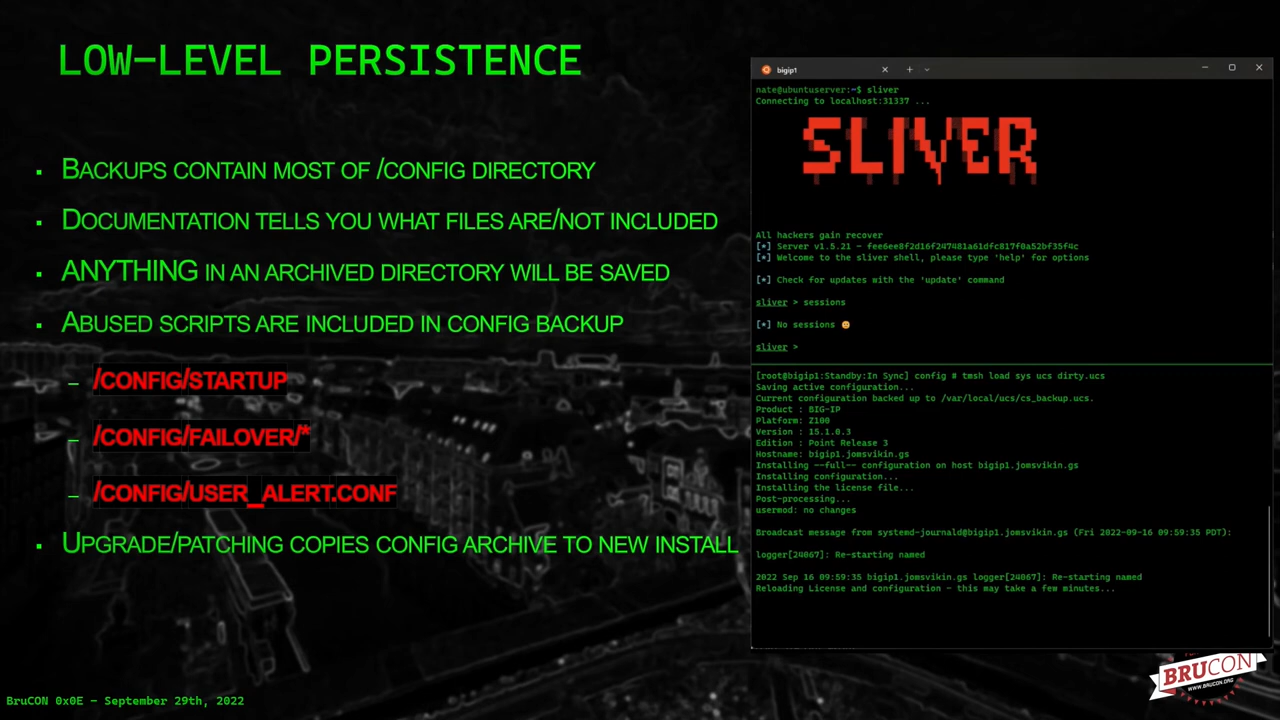 LOW-LEVEL PERSISTENCE
▪ BACKUPS CONTAIN MOST OF /CONFIG DIRECTORY
▪ DOCUMENTATION TELLS YOU WHAT FILES ARE/NOT INCLUDED
▪ ANYTHING IN AN ARCHIVED DIRECTORY WILL BE SAVED
▪ ABUSED SCRIPTS ARE INCLUDED IN CONFIG BACKUP
– /CONFIG/STARTUP
– /CONFIG/FAILOVER/*
– /CONFIG/USER_ALERT.CONF
▪ UPGRADE/PATCHING COPIES CONFIG ARCHIVE TO NEW INSTALL
bigip1
nate@ubuntuserver:~$ sliver
Connecting to localhost:31337 ...
SLIVER
All hackers gain recover
[*] Server v1.5.21 - fee6ee8f2d16f247481a61dfc817f0a52bf35f4c
[*] Welcome to the sliver shell, please type 'help' for options
[*] Check for updates with the 'update' command
sliver > sessions
[*] No sessions 🙁
sliver >
[root@bigip1:Standby:In Sync] config # tmsh load sys ucs dirty.ucs
Saving active configuration...
Current configuration backed up to /var/local/ucs/cs_backup.ucs.
Product : BIG-IP
Platform: Z100
Version : 15.1.0.3
Edition : Point Release 3
Hostname: bigip1.jomsvikin.gs
Installing --full-- configuration on host bigip1.jomsvikin.gs
Installing configuration...
Installing the license file...
Post-processing...
usermod: no changes
Broadcast message from systemd-journald@bigip1.jomsvikin.gs (Fri 2022-09-16 09:59:35 PDT):
logger[24067]: Re-starting named
2022 Sep 16 09:59:35 bigip1.jomsvikin.gs logger[24067]: Re-starting named
Reloading License and configuration - this may take a few minutes...
BRUCON
WWW.BRUCON.ORG
BruCON 0x0E - September 29th, 2022